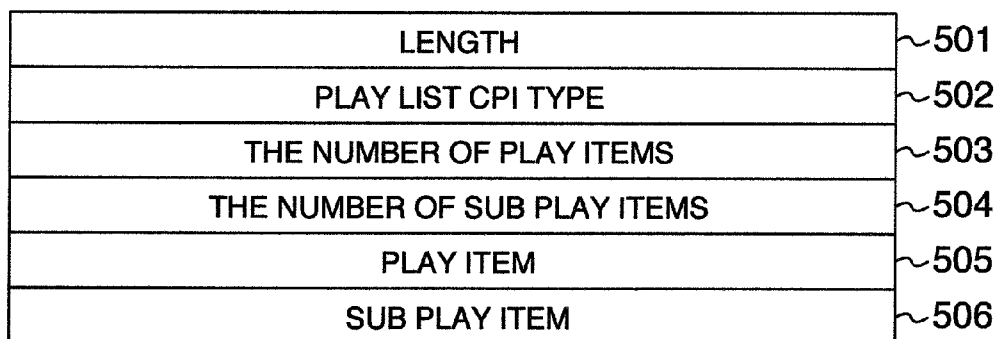 LENGTH ~501
PLAY LIST CPI TYPE ~502
THE NUMBER OF PLAY ITEMS ~503
THE NUMBER OF SUB PLAY ITEMS ~504
PLAY ITEM ~505
SUB PLAY ITEM ~506